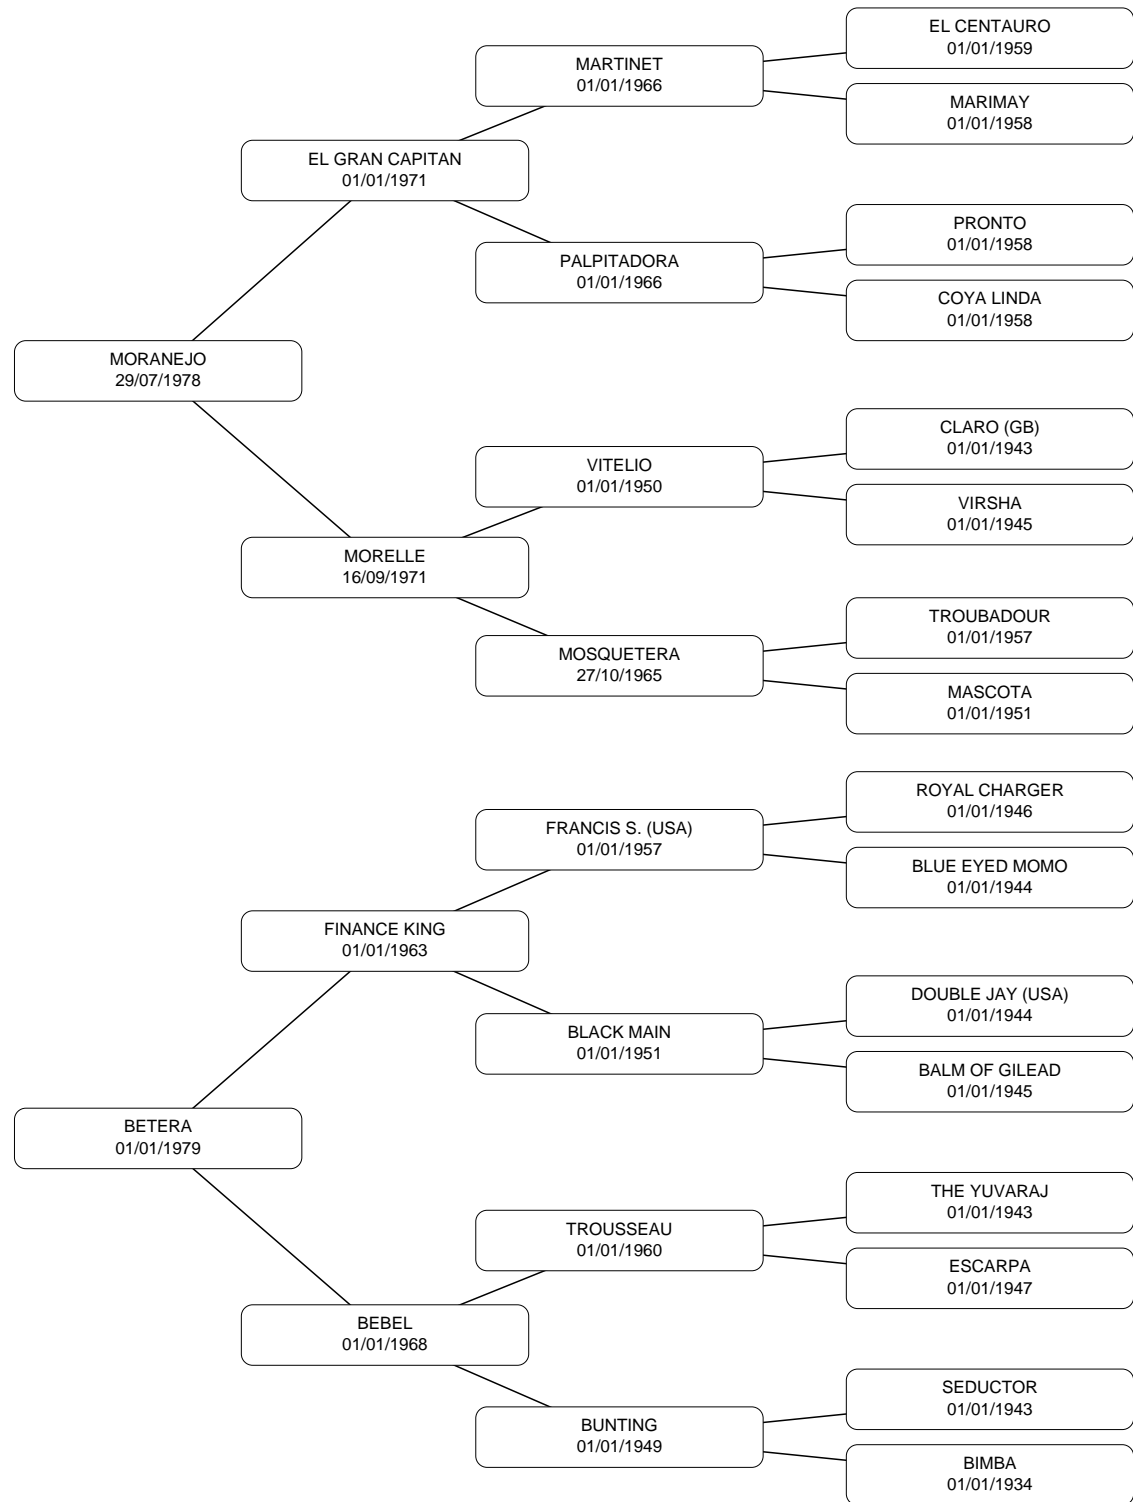 EL CENTAURO
01/01/1959
MARTINET
01/01/1966
MARIMAY
01/01/1958
EL GRAN CAPITAN
01/01/1971
PRONTO
01/01/1958
PALPITADORA
01/01/1966
COYA LINDA
01/01/1958
MORANEJO
29/07/1978
CLARO (GB)
01/01/1943
VITELIO
01/01/1950
VIRSHA
01/01/1945
MORELLE
16/09/1971
TROUBADOUR
01/01/1957
MOSQUETERA
27/10/1965
MASCOTA
01/01/1951
ROYAL CHARGER
01/01/1946
FRANCIS S. (USA)
01/01/1957
BLUE EYED MOMO
01/01/1944
FINANCE KING
01/01/1963
DOUBLE JAY (USA)
01/01/1944
BLACK MAIN
01/01/1951
BALM OF GILEAD
01/01/1945
BETERA
01/01/1979
THE YUVARAJ
01/01/1943
TROUSSEAU
01/01/1960
ESCARPA
01/01/1947
BEBEL
01/01/1968
SEDUCTOR
01/01/1943
BUNTING
01/01/1949
BIMBA
01/01/1934